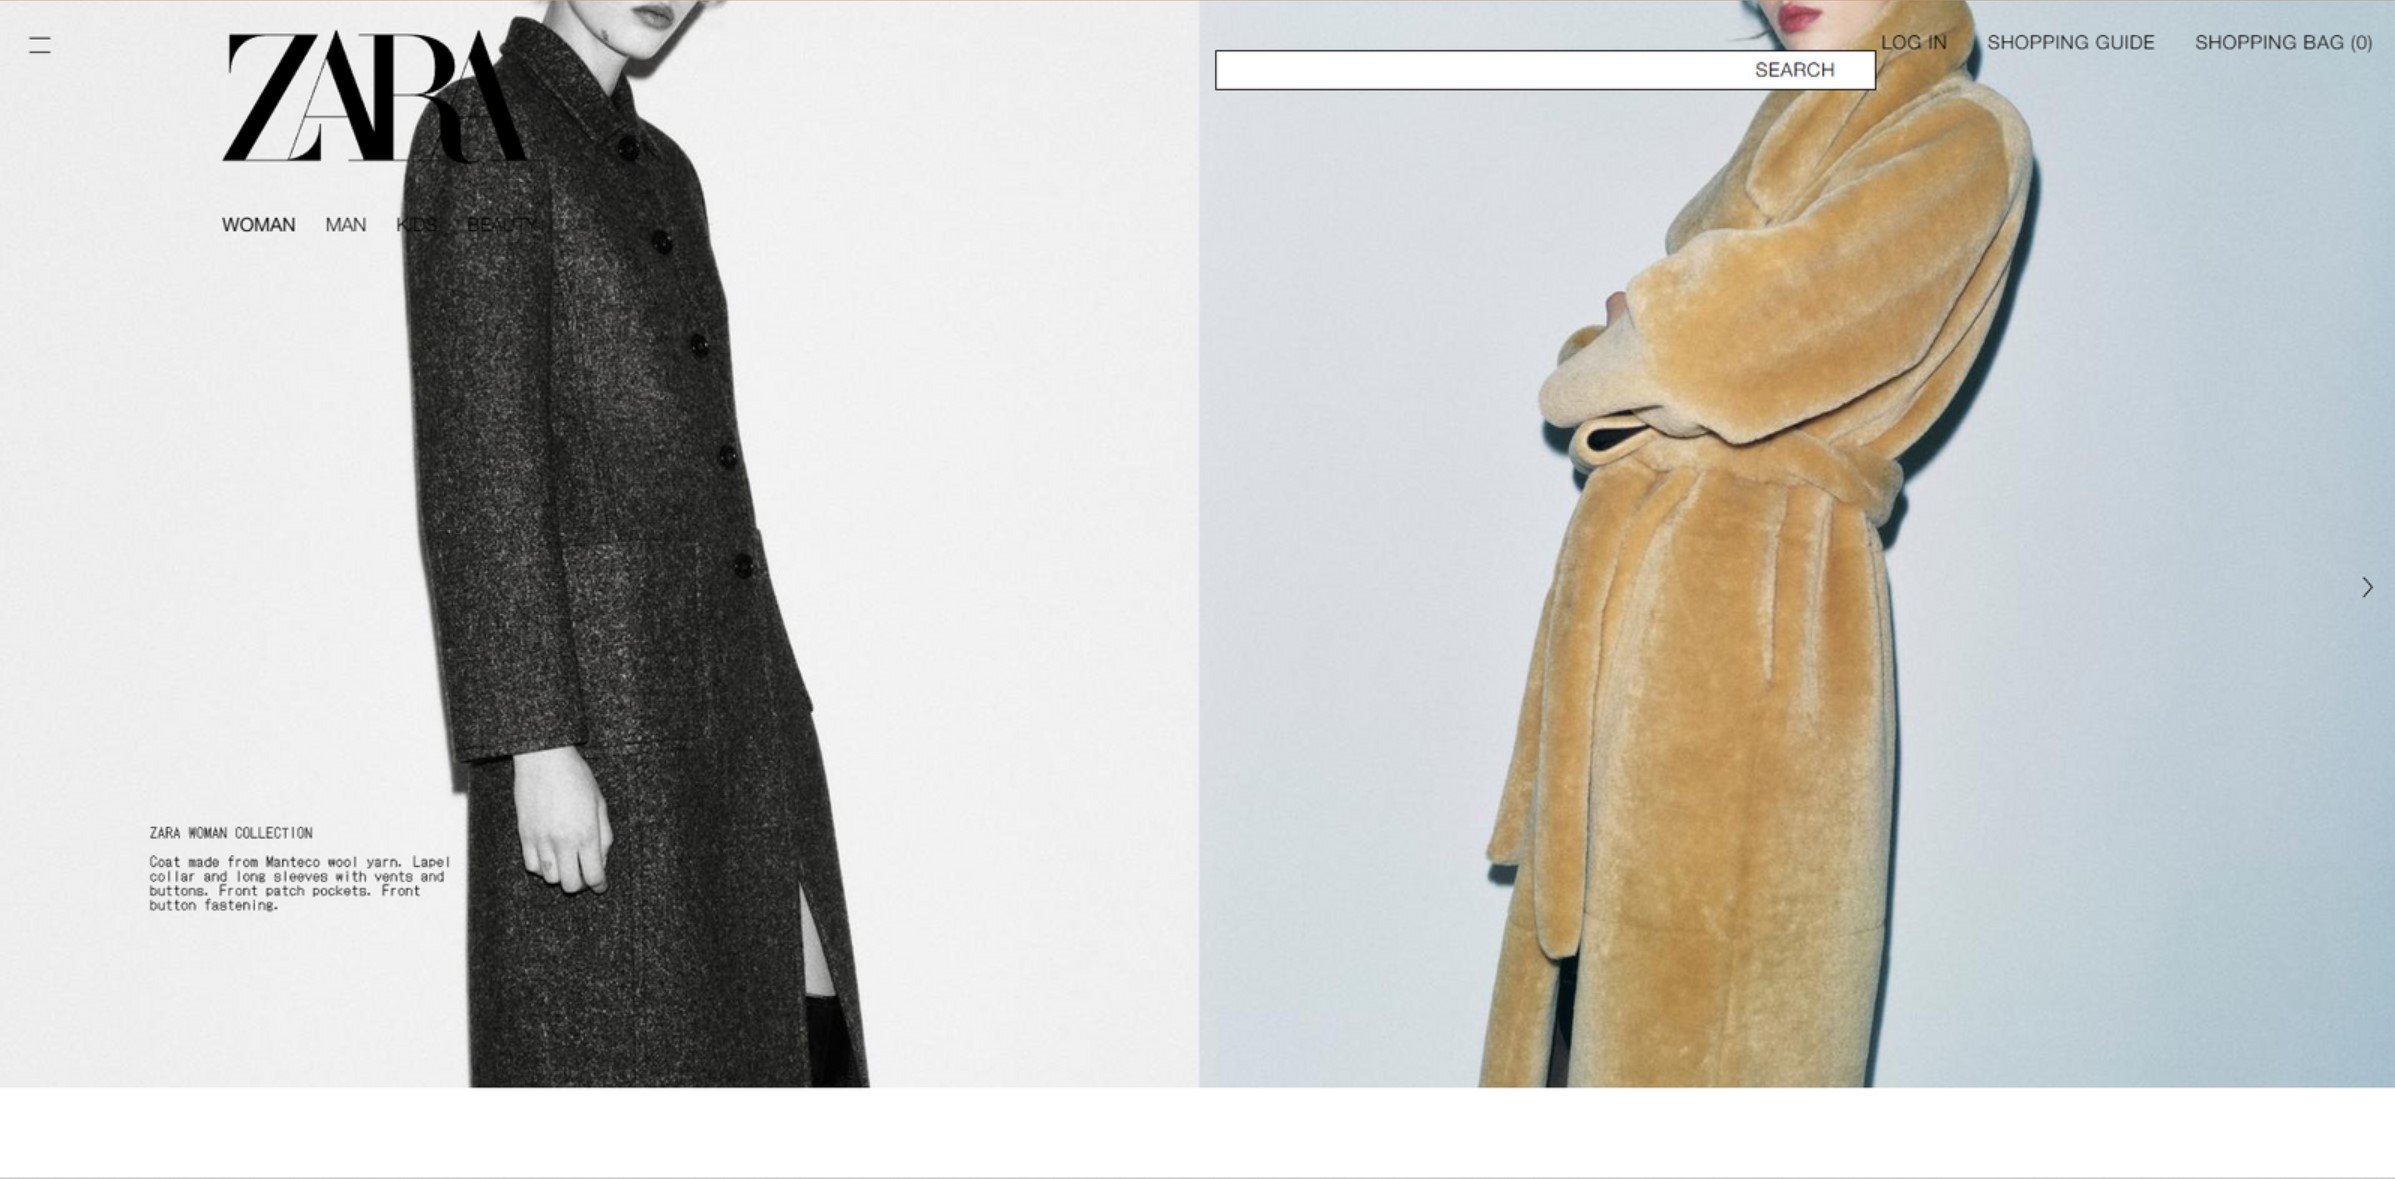 ZARA
SEARCH
LOG IN
SHOPPING GUIDE
SHOPPING BAG (0)
WOMAN
MAN
KIDS
BEAUTY
ZARA WOMAN COLLECTION
Coat made from Manteco wool yarn. Lapel
collar and long sleeves with vents and
buttons. Front patch pockets. Front
button fastening.